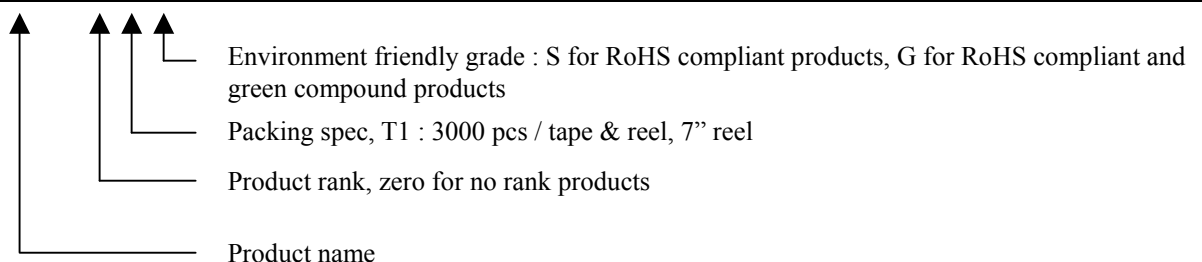 Environment friendly grade : S for RoHS compliant products, G for RoHS compliant and
green compound products
Packing spec, T1 : 3000 pcs / tape & reel, 7” reel
Product rank, zero for no rank products
Product name